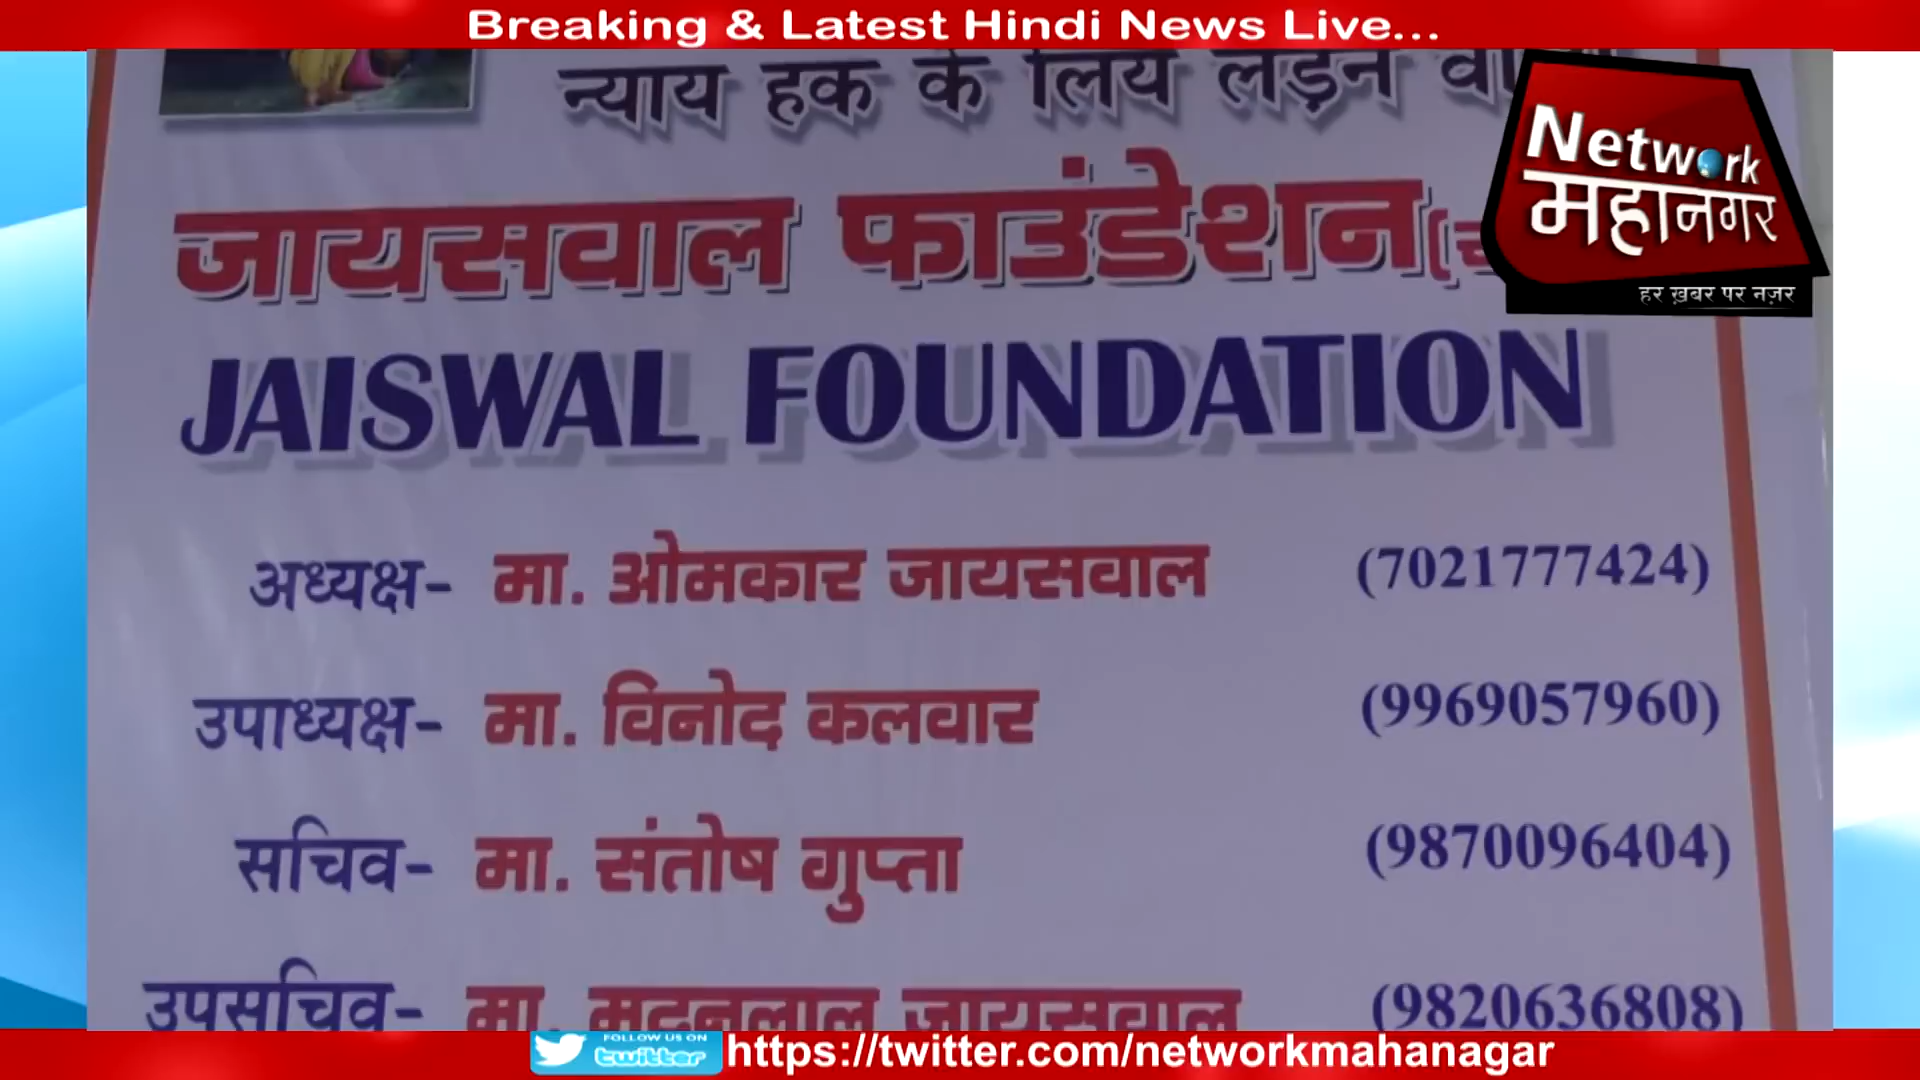 Breaking & Latest Hindi News Live...
न्याय हक के लिये लड़ने
Network
महानगर
हर ख़बर पर नज़र
जायसवाल फाउंडेशन
JAISWAL FOUNDATION
अध्यक्ष- मा. ओमकार जायसवाल (7021777424)
उपाध्यक्ष- मा. विनोद कलवार (9969057960)
सचिव- मा. संतोष गुप्ता (9870096404)
उपसचिव- मा. मदनलाल जायसवाल (9820636808)
FOLLOW US ON
twitter
https://twitter.com/networkmahanagar